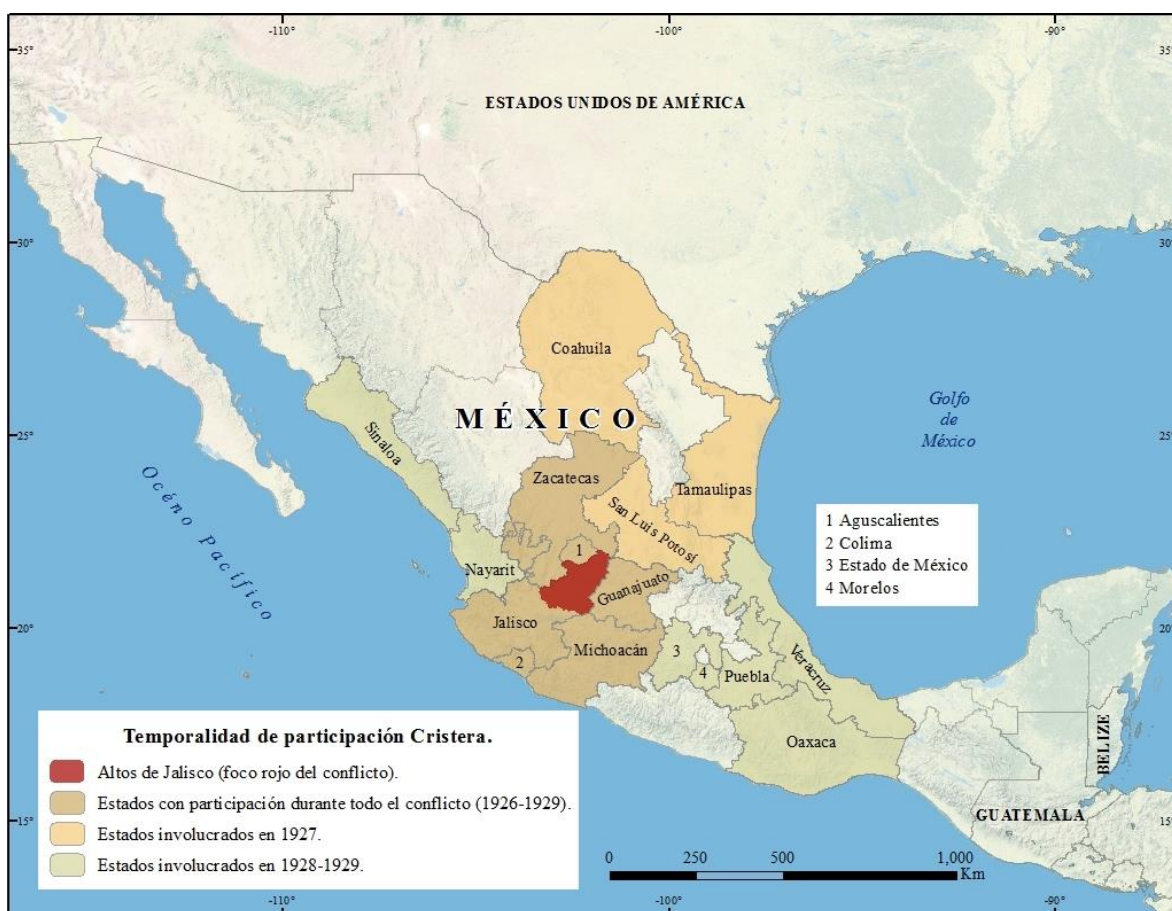 -110°
-100°
-90°
35°
35°
ESTADOS UNIDOS DE AMÉRICA
30°
30°
Coahuila
MÉXICO
Golfo
de
México
25°
25°
Sinaloa
Zacatecas
Tamaulipas
San Luis Potosí
Océno pacífico
1 Aguscalientes
2 Colima
3 Estado de México
4 Morelos
1
Nayarit
Guanajuato
20°
20°
Jalisco
Michoacán
2
3
4
Puebla
Veracruz
Oaxaca
BELIZE
GUATEMALA
15°
15°
Temporalidad de participación Cristera.
Altos de Jalisco (foco rojo del conflicto).
Estados con participación durante todo el conflicto (1926-1929).
Estados involucrados en 1927.
Estados involucrados en 1928-1929.
0 250 500 1,000
Km
-110°
-100°
-90°